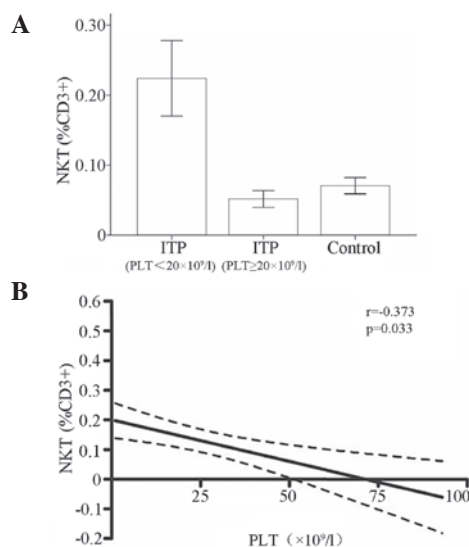 A
0.30
0.20
0.10
0
NKT (%CD3+)
ITP
(PLT<20×10⁹/l)
ITP
(PLT≥20×10⁹/l)
Control
B
0.6
0.5
0.4
0.3
0.2
0.1
0
-0.1
-0.2
NKT (%CD3+)
r=-0.373
p=0.033
25
50
75
100
PLT (×10⁹/l)